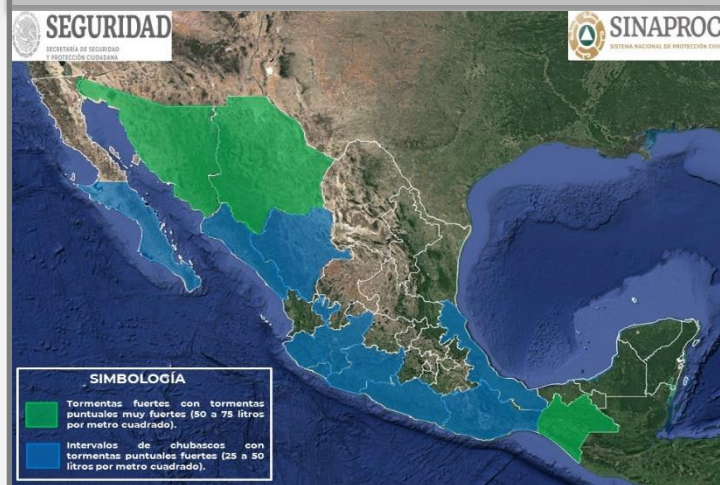 SEGURIDAD
SECRETARÍA DE SEGURIDAD
Y PROTECCIÓN CIUDADANA
SINAPROC
SISTEMA NACIONAL DE PROTECCIÓN
SIMBOLOGÍA
Tormentas fuertes con tormentas
puntuales muy fuertes (50 a 75 litros
por metro cuadrado).
Intervalos de chubascos con
tormentas puntuales fuertes (25 a 50
litros por metro cuadrado).